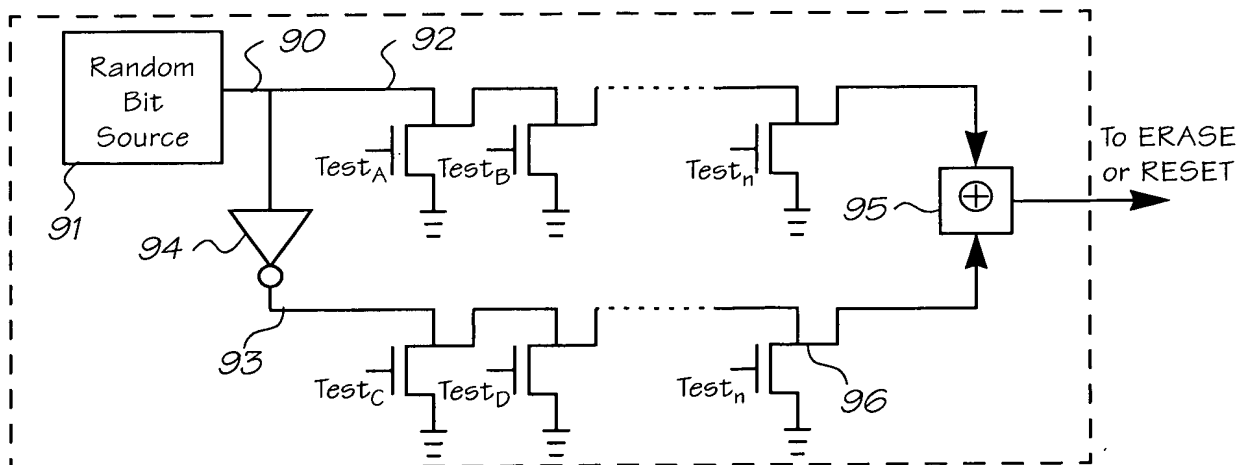 Random
Bit
Source
90
92
91
Test_A
Test_B
Test_n
To ERASE
or RESET
94
95
⊕
93
Test_C
Test_D
Test_n
96